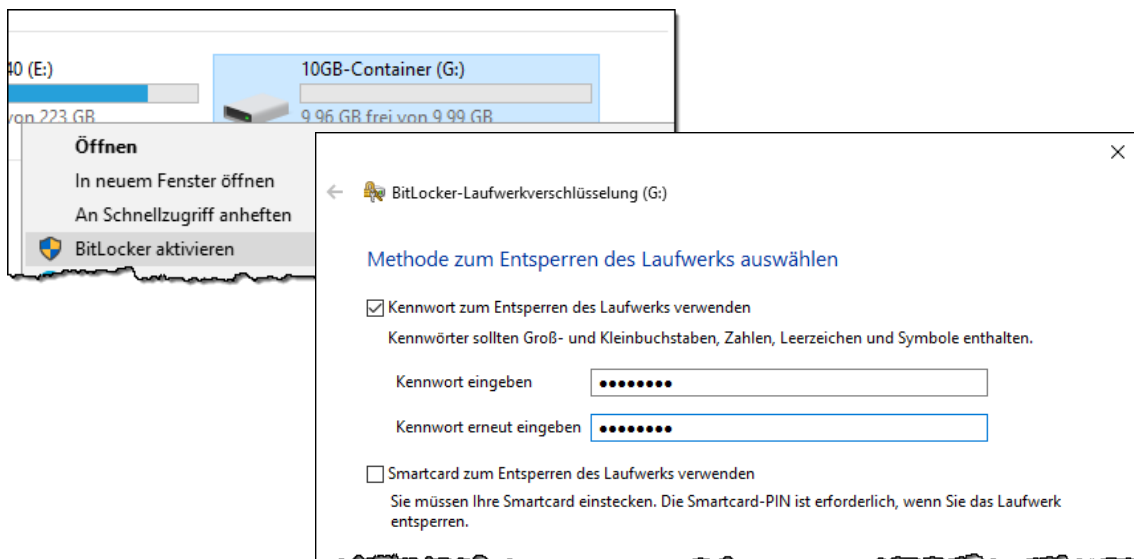 40 (E:)
10GB-Container (G:)
von 223 GB
9,96 GB frei von 9,99 GB
Öffnen
In neuem Fenster öffnen
An Schnellzugriff anheften
BitLocker aktivieren
BitLocker-Laufwerkverschlüsselung (G:)
Methode zum Entsperren des Laufwerks auswählen
Kennwort zum Entsperren des Laufwerks verwenden
Kennwörter sollten Groß- und Kleinbuchstaben, Zahlen, Leerzeichen und Symbole enthalten.
Kennwort eingeben
Kennwort erneut eingeben
Smartcard zum Entsperren des Laufwerks verwenden
Sie müssen Ihre Smartcard einstecken. Die Smartcard-PIN ist erforderlich, wenn Sie das Laufwerk
entsperren.